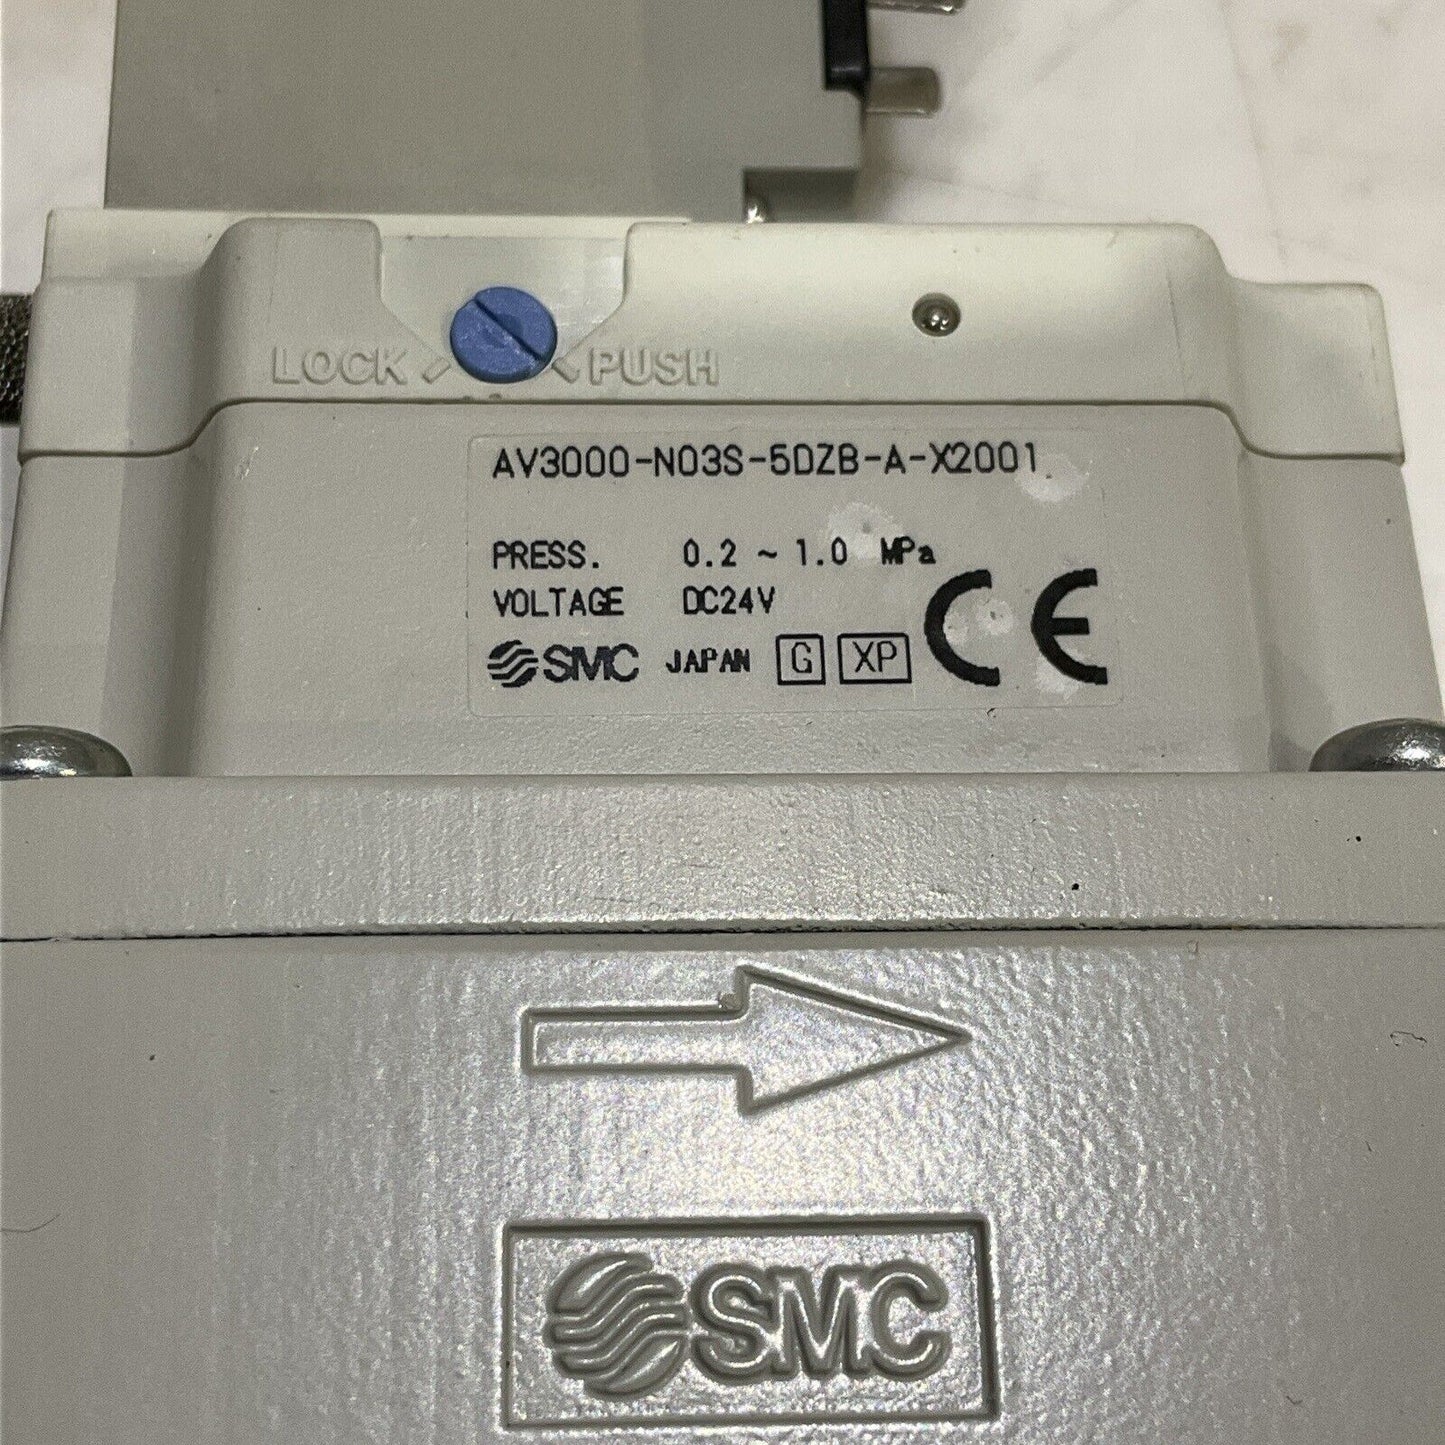 LOCK PUSH
AV3000-N03S-5DZB-A-X2001
PRESS. 0.2 ~ 1.0 MPa
VOLTAGE DC24V
SMC JAPAN G XP CE
SMC